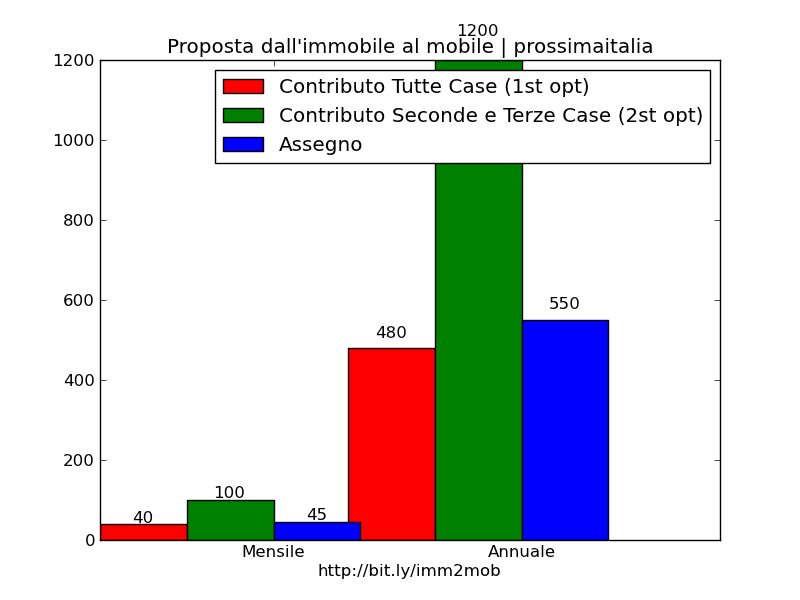 1200
Proposta dall'immobile al mobile | prossimaitalia
Contributo Tutte Case (1st opt)
Contributo Seconde e Terze Case (2st opt)
Assegno
1200
1000
800
600
400
200
0
40
100
45
480
550
Mensile
Annuale
http://bit.ly/imm2mob